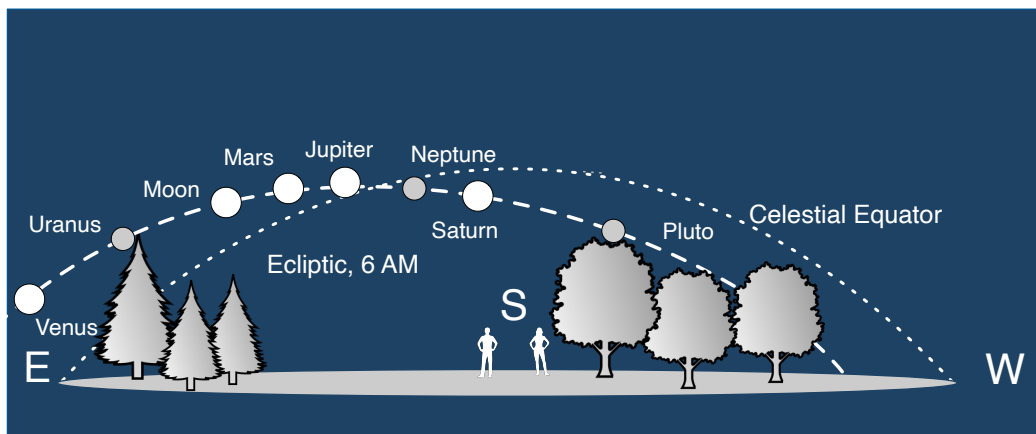 Jupiter
Neptune
Mars
Moon
Uranus
Celestial Equator
Saturn
Pluto
Ecliptic, 6 AM
S
Venus
E
W